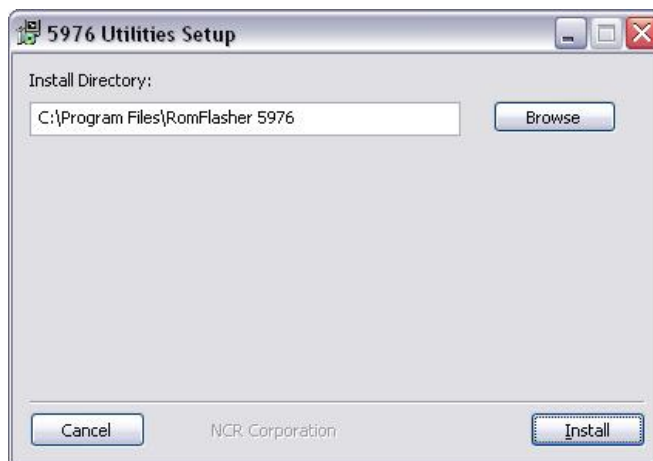 5976 Utilities Setup
Install Directory:
C:\Program Files\RomFlasher 5976
Browse
Cancel
NCR Corporation
Install